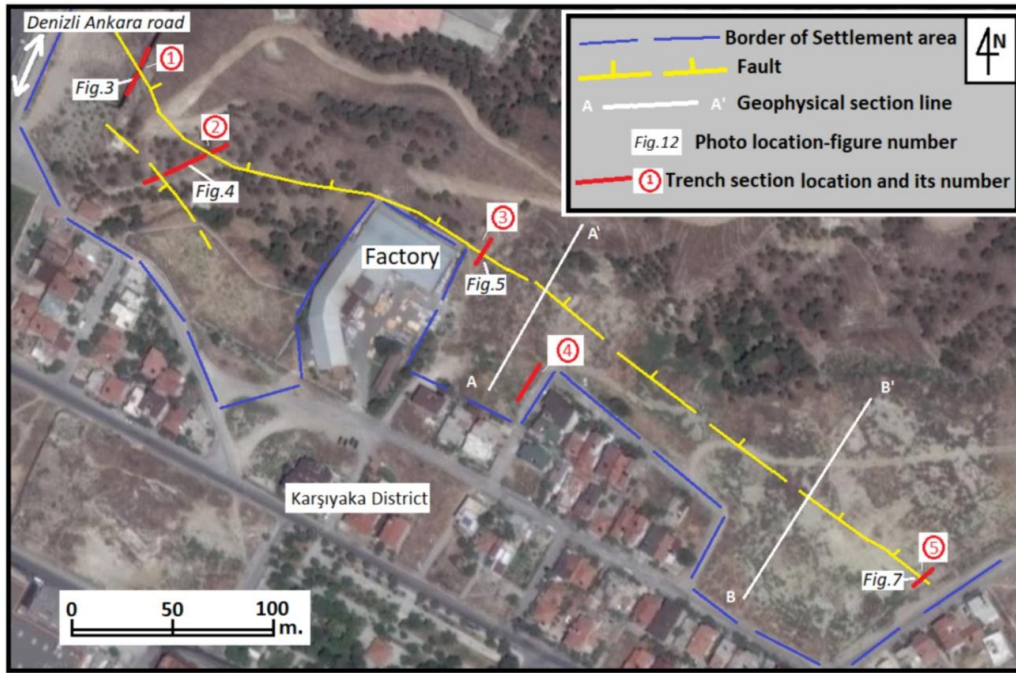 Denizli Ankara road
①
Fig.3
②
Fig.4
Border of Settlement area
N
Fault
A A' Geophysical section line
Fig.12 Photo location-figure number
① Trench section location and its number
③
A'
Factory
Fig.5
④
A
B'
Karşıyaka District
⑤
Fig.7
B
0 50 100
m.